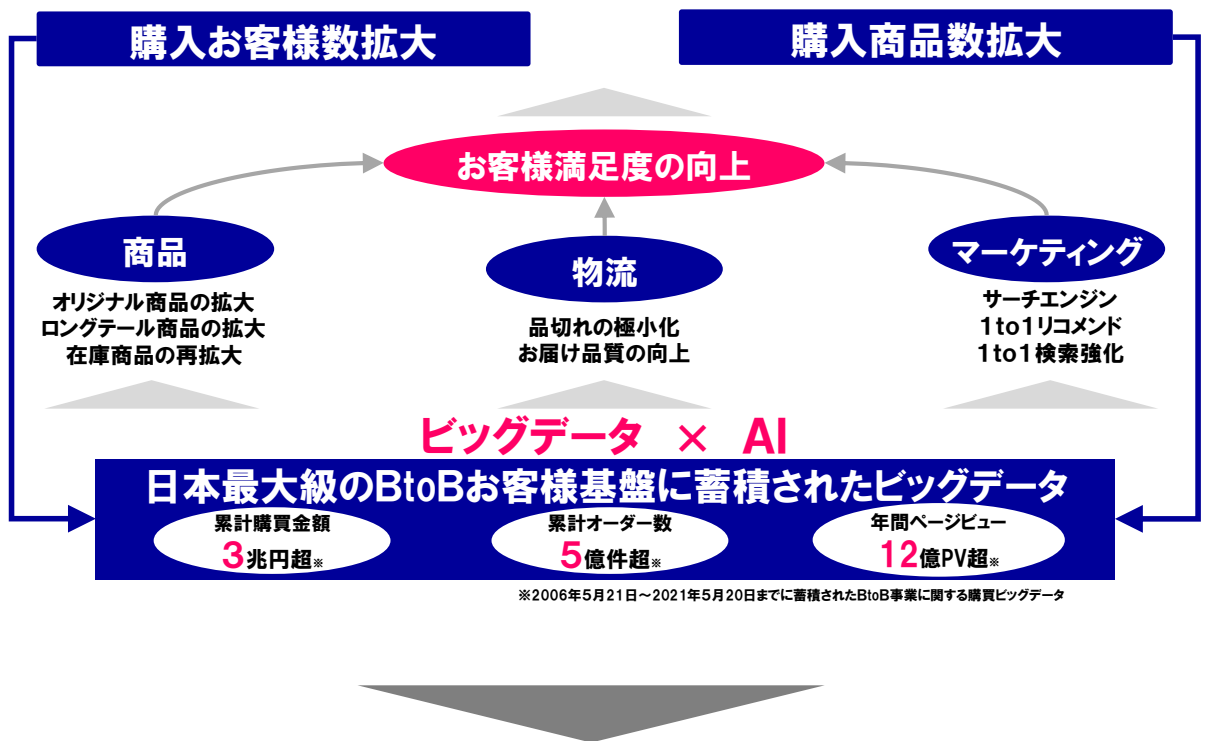 購入お客様数拡大
購入商品数拡大
お客様満足度の向上
商品
オリジナル商品の拡大
ロングテール商品の拡大
在庫商品の再拡大
物流
品切れの極小化
お届け品質の向上
マーケティング
サーチエンジン
1to1リコメンド
1to1検索強化
ビッグデータ × AI
日本最大級のBtoBお客様基盤に蓄積されたビッグデータ
累計購買金額
3兆円超※
累計オーダー数
5億件超※
年間ページビュー
12億PV超※
※2006年5月21日～2021年5月20日までに蓄積されたBtoB事業に関する購買ビッグデータ